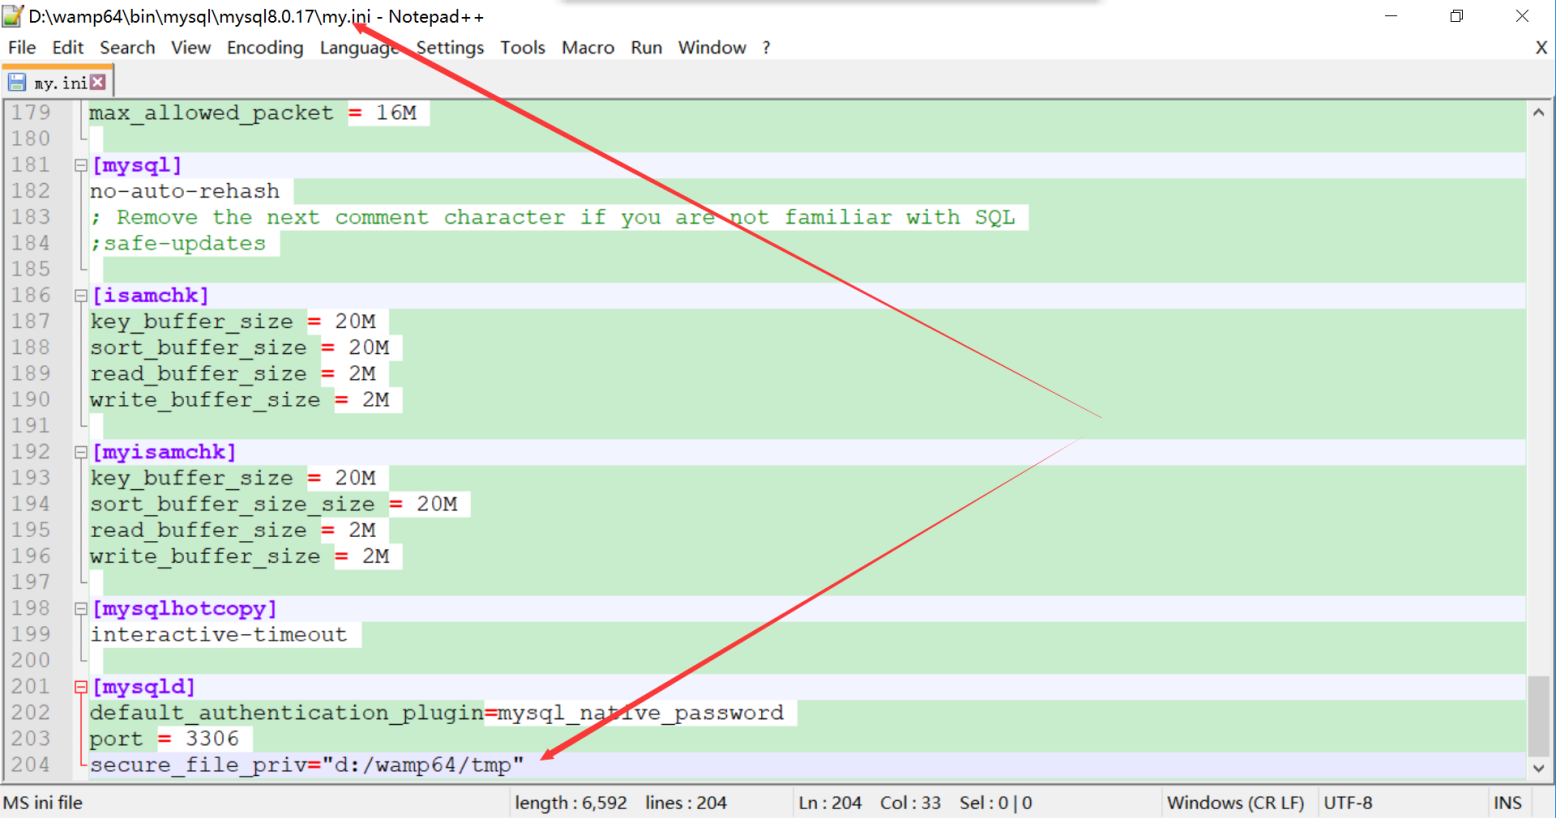 D:\wamp64\bin\mysql\mysql8.0.17\my.ini - Notepad++
File Edit Search View Encoding Language Settings Tools Macro Run Window ? X
my.ini
179 max_allowed_packet = 16M
180
181 [mysql]
182 no-auto-rehash
183 ; Remove the next comment character if you are not familiar with SQL
184 ;safe-updates
185
186 [isamchk]
187 key_buffer_size = 20M
188 sort_buffer_size = 20M
189 read_buffer_size = 2M
190 write_buffer_size = 2M
191
192 [myisamchk]
193 key_buffer_size = 20M
194 sort_buffer_size_size = 20M
195 read_buffer_size = 2M
196 write_buffer_size = 2M
197
198 [mysqlhotcopy]
199 interactive-timeout
200
201 [mysqld]
202 default_authentication_plugin=mysql_native_password
203 port = 3306
204 secure_file_priv="d:/wamp64/tmp"
MS ini file length : 6,592 lines : 204 Ln : 204 Col : 33 Sel : 0 | 0 Windows (CR LF) UTF-8 INS